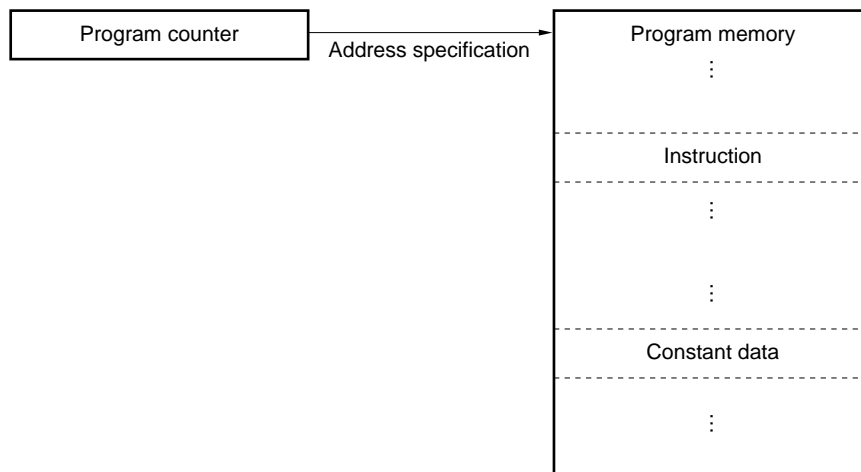 Program counter
Address specification
Program memory
⋮
Instruction
⋮
⋮
Constant data
⋮